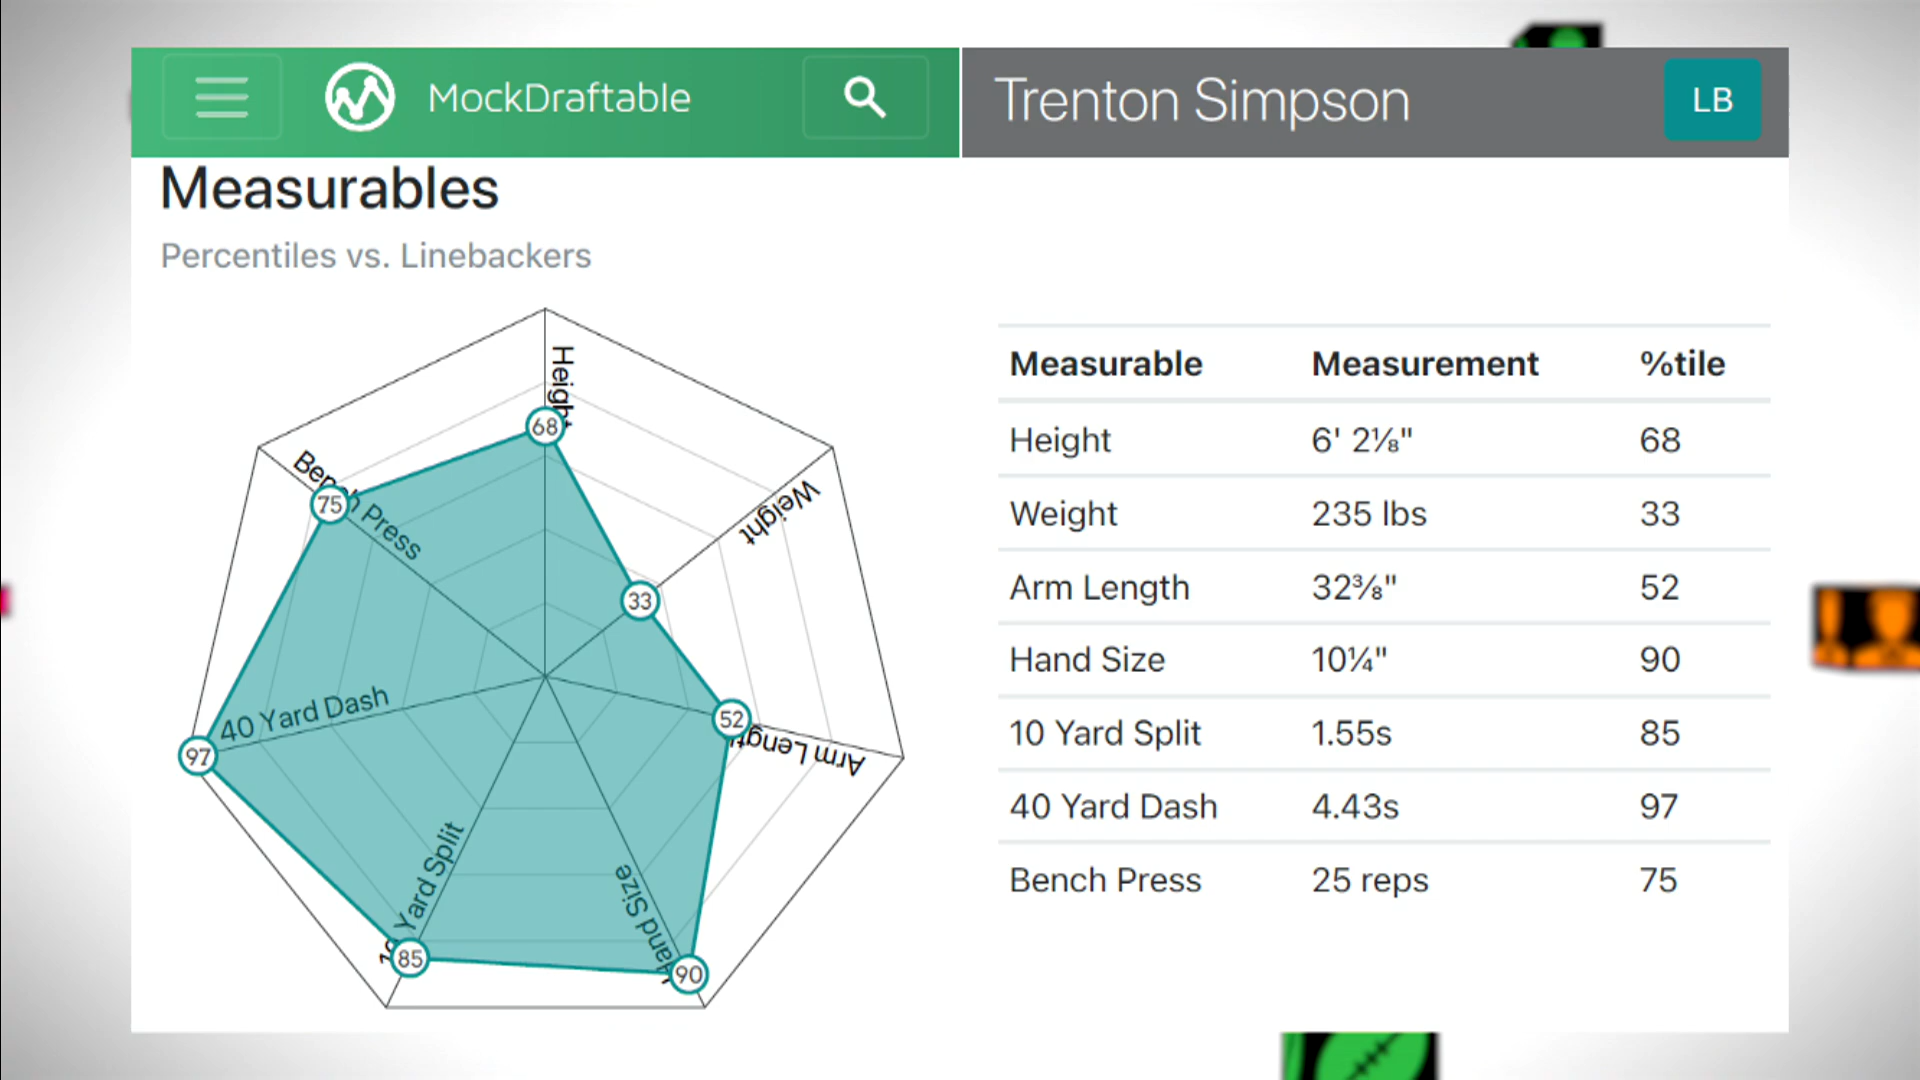 MockDraftable
Trenton Simpson
LB
Measurables
Percentiles vs. Linebackers
Height
68
Weight
33
Arm Length
52
Hand Size
90
10 Yard Split
85
40 Yard Dash
97
Bench Press
75
Measurable Measurement %tile
Height 6' 2⅛" 68
Weight 235 lbs 33
Arm Length 32⅜" 52
Hand Size 10¼" 90
10 Yard Split 1.55s 85
40 Yard Dash 4.43s 97
Bench Press 25 reps 75